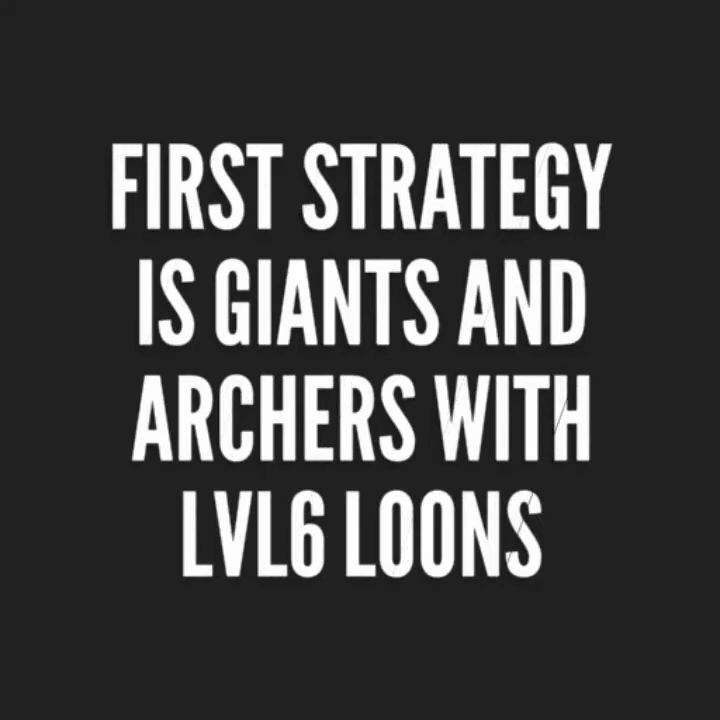 FIRST STRATEGY
IS GIANTS AND
ARCHERS WITH
LVL6 LOONS